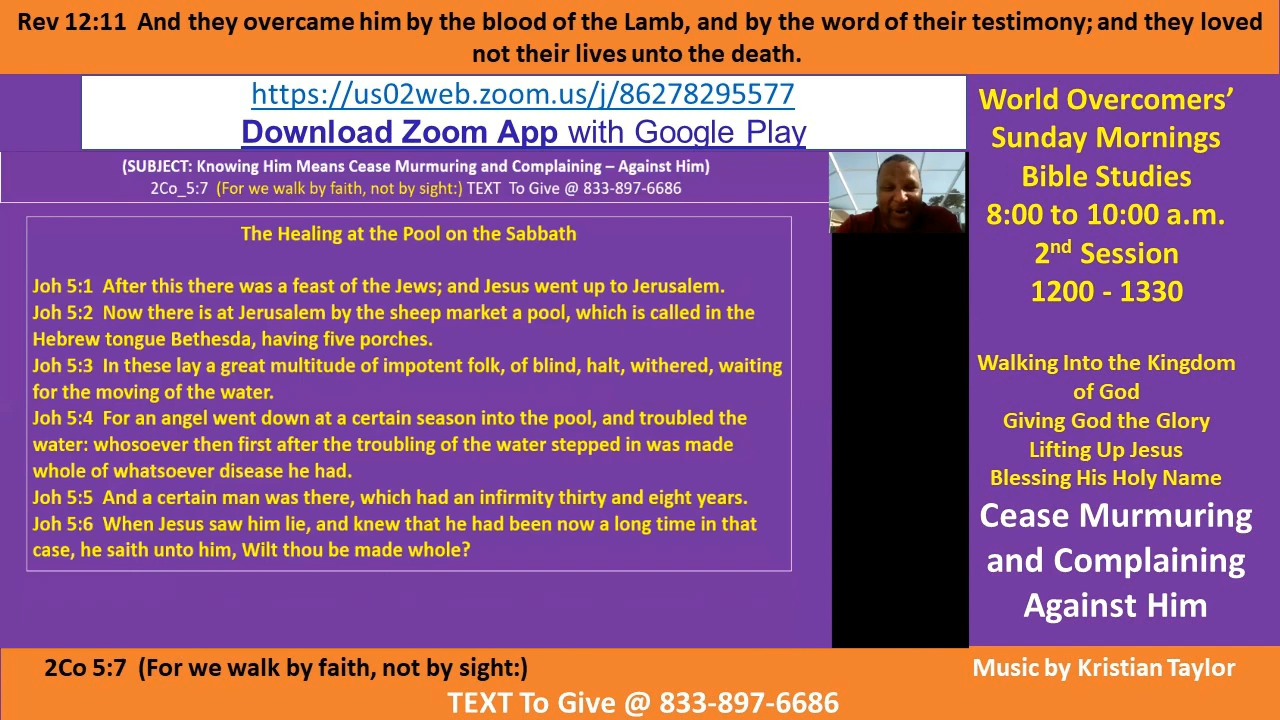 Rev 12:11  And they overcame him by the blood of the Lamb, and by the word of their testimony; and they loved
not their lives unto the death.
https://us02web.zoom.us/j/86278295577
Download Zoom App with Google Play
(SUBJECT: Knowing Him Means Cease Murmuring and Complaining – Against Him)
2Co_5:7  (For we walk by faith, not by sight:) TEXT  To Give @ 833-897-6686
The Healing at the Pool on the Sabbath
Joh 5:1  After this there was a feast of the Jews; and Jesus went up to Jerusalem.
Joh 5:2  Now there is at Jerusalem by the sheep market a pool, which is called in the
Hebrew tongue Bethesda, having five porches.
Joh 5:3  In these lay a great multitude of impotent folk, of blind, halt, withered, waiting
for the moving of the water.
Joh 5:4  For an angel went down at a certain season into the pool, and troubled the
water: whosoever then first after the troubling of the water stepped in was made
whole of whatsoever disease he had.
Joh 5:5  And a certain man was there, which had an infirmity thirty and eight years.
Joh 5:6  When Jesus saw him lie, and knew that he had been now a long time in that
case, he saith unto him, Wilt thou be made whole?
World Overcomers’
Sunday Mornings
Bible Studies
8:00 to 10:00 a.m.
2nd Session
1200 - 1330
Walking Into the Kingdom
of God
Giving God the Glory
Lifting Up Jesus
Blessing His Holy Name
Cease Murmuring
and Complaining
Against Him
2Co 5:7  (For we walk by faith, not by sight:)
Music by Kristian Taylor
TEXT To Give @ 833-897-6686